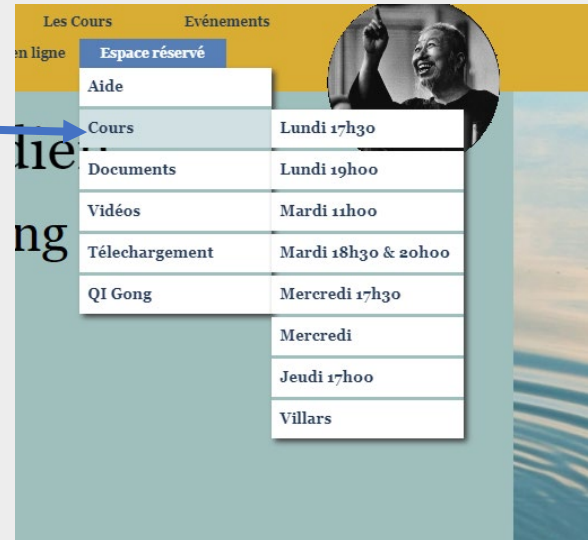 Les Cours Evénements
en ligne Espace réservé
Aide
Cours Lundi 17h30
Documents Lundi 19h00
Vidéos Mardi 11h00
Télechargement Mardi 18h30 & 20h00
QI Gong Mercredi 17h30
Mercredi
Jeudi 17h00
Villars